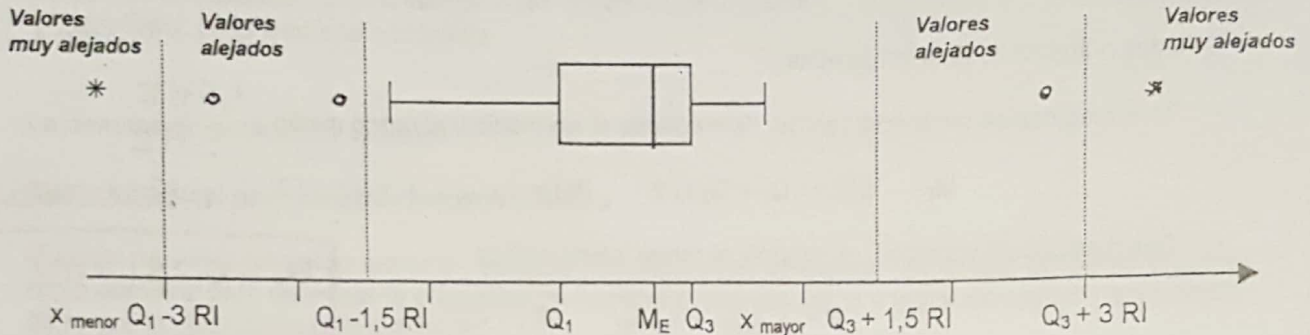 Valores
muy alejados
Valores
alejados
Valores
alejados
Valores
muy alejados
x menor Q1 -3 RI Q1 -1,5 RI Q1 ME Q3 x mayor Q3 + 1,5 RI Q3 + 3 RI